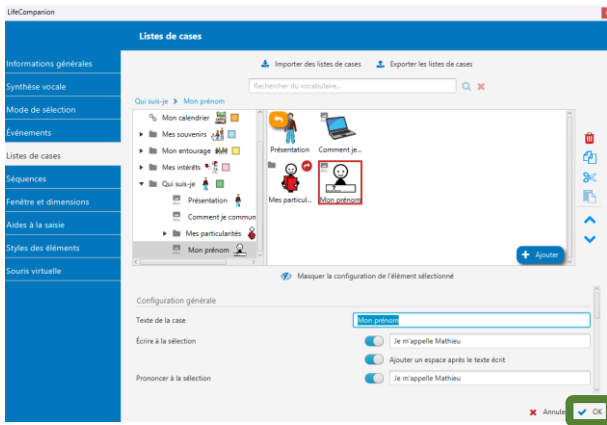 LifeCompanion
Listes de cases
Informations générales
Synthèse vocale
Mode de sélection
Événements
Listes de cases
Séquences
Fenêtre et dimensions
Aides à la saisie
Styles des éléments
Souris virtuelle
Importer des listes de cases Exporter les listes de cases
Rechercher du vocabulaire...
Qui suis-je > Mon prénom
Mon calendrier
Mes souvenirs
Mon entourage
Mes intérêts
Qui suis-je
Présentation
Comment je commun
Mes particularités
Mon prénom
Présentation Comment je...
Mes particul... Mon prénom
+ Ajouter
Masquer la configuration de l'élément sélectionné
Configuration générale
Texte de la case Mon prénom
Écrire à la sélection Je m'appelle Mathieu
Ajouter un espace après le texte écrit
Prononcer à la sélection Je m'appelle Mathieu
Annule OK